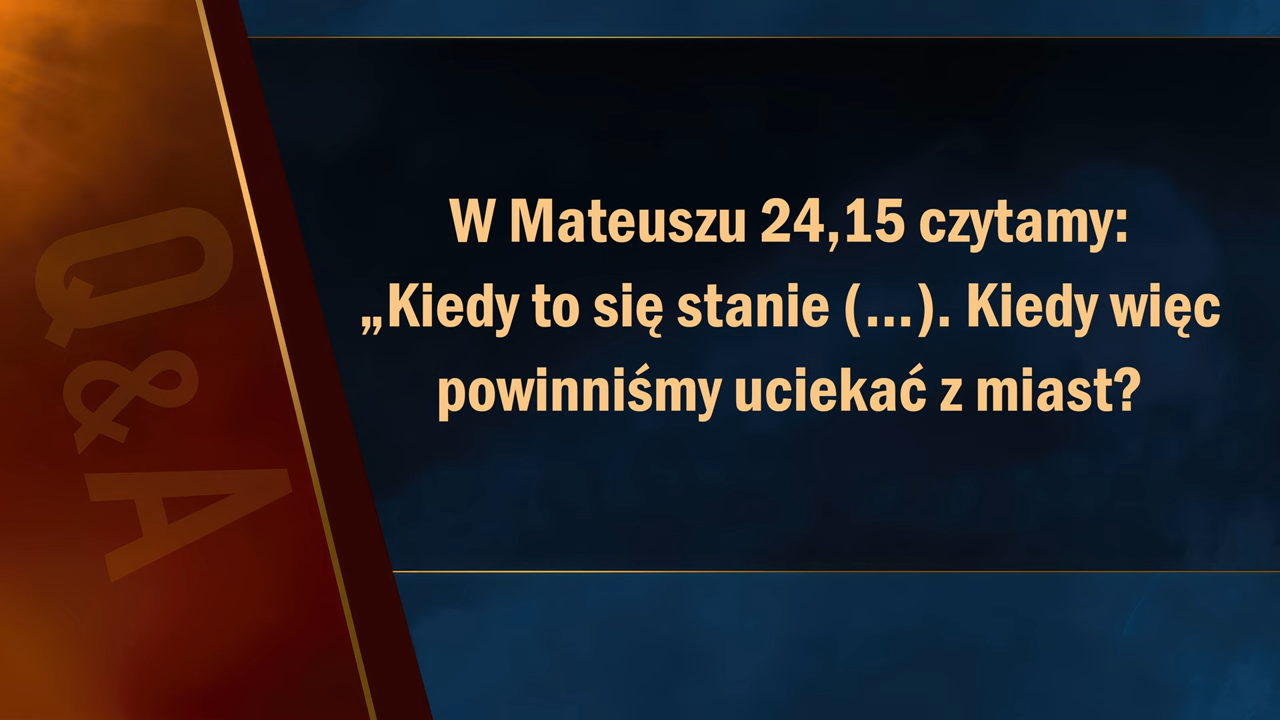 Q & A
W Mateuszu 24,15 czytamy:
„Kiedy to się stanie (...). Kiedy więc
powinniśmy uciekać z miast?